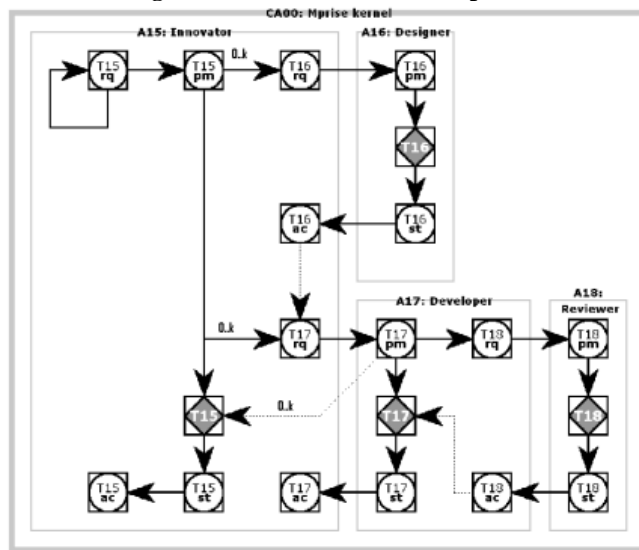 CA00: Mprise kernel
A15: Innovator
A16: Designer
T15
rq
T15
pm
0..k
T16
rq
T16
pm
T16
T16
ac
T16
st
A17: Developer
A18:
Reviewer
0..k
T17
rq
T17
pm
T18
rq
T18
pm
T15
0..k
T17
T18
T15
ac
T15
st
T17
ac
T17
st
T18
ac
T18
st